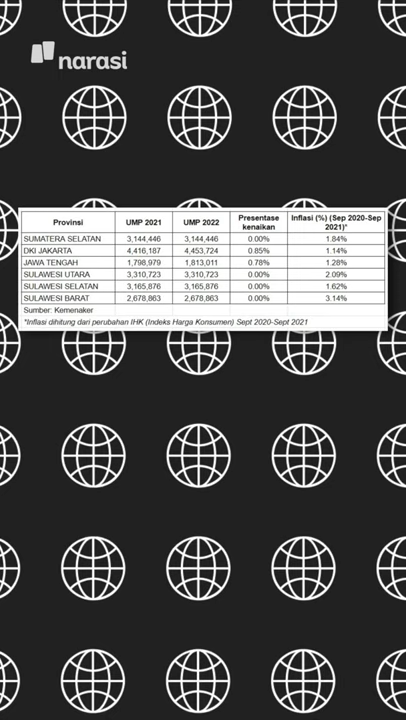 narasi
Provinsi UMP 2021 UMP 2022 Presentase kenaikan Inflasi (%) (Sep 2020-Sep 2021)*
SUMATERA SELATAN 3,144,446 3,144,446 0.00% 1.84%
DKI JAKARTA 4,416,187 4,453,724 0.85% 1.14%
JAWA TENGAH 1,798,979 1,813,011 0.78% 1.28%
SULAWESI UTARA 3,310,723 3,310,723 0.00% 2.09%
SULAWESI SELATAN 3,165,876 3,165,876 0.00% 1.62%
SULAWESI BARAT 2,678,863 2,678,863 0.00% 3.14%
Sumber: Kemenaker
*Inflasi dihitung dari perubahan IHK (Indeks Harga Konsumen) Sept 2020-Sept 2021